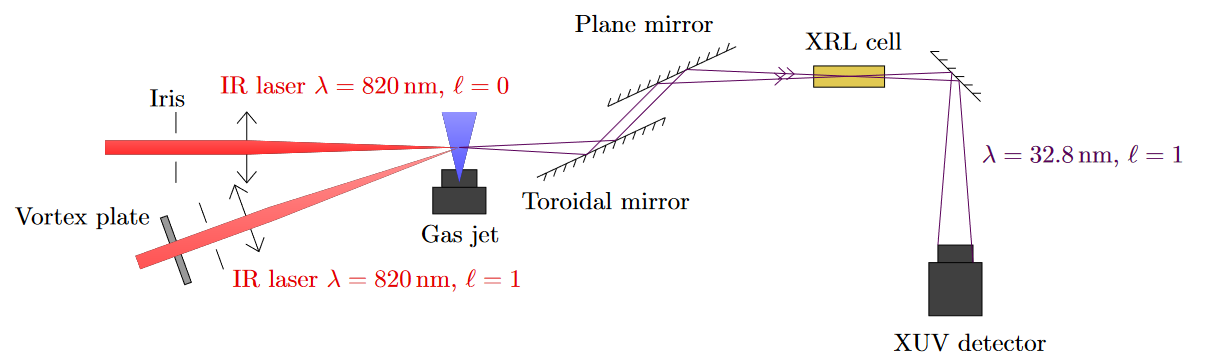 Plane mirror
XRL cell
IR laser λ = 820 nm, ℓ = 0
Iris
λ = 32.8 nm, ℓ = 1
Toroidal mirror
Vortex plate
Gas jet
IR laser λ = 820 nm, ℓ = 1
XUV detector